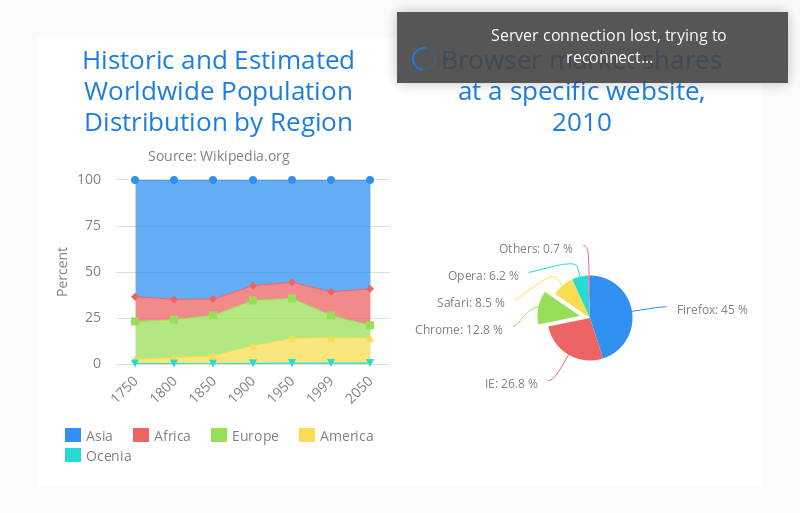 Server connection lost, trying to
reconnect...
Historic and Estimated
Worldwide Population
Distribution by Region
Source: Wikipedia.org
100
75
50
25
0
Percent
1750
1800
1850
1900
1950
1999
2050
Asia
Africa
Europe
America
Ocenia
Browser market shares
at a specific website,
2010
Others: 0.7 %
Opera: 6.2 %
Safari: 8.5 %
Chrome: 12.8 %
IE: 26.8 %
Firefox: 45 %